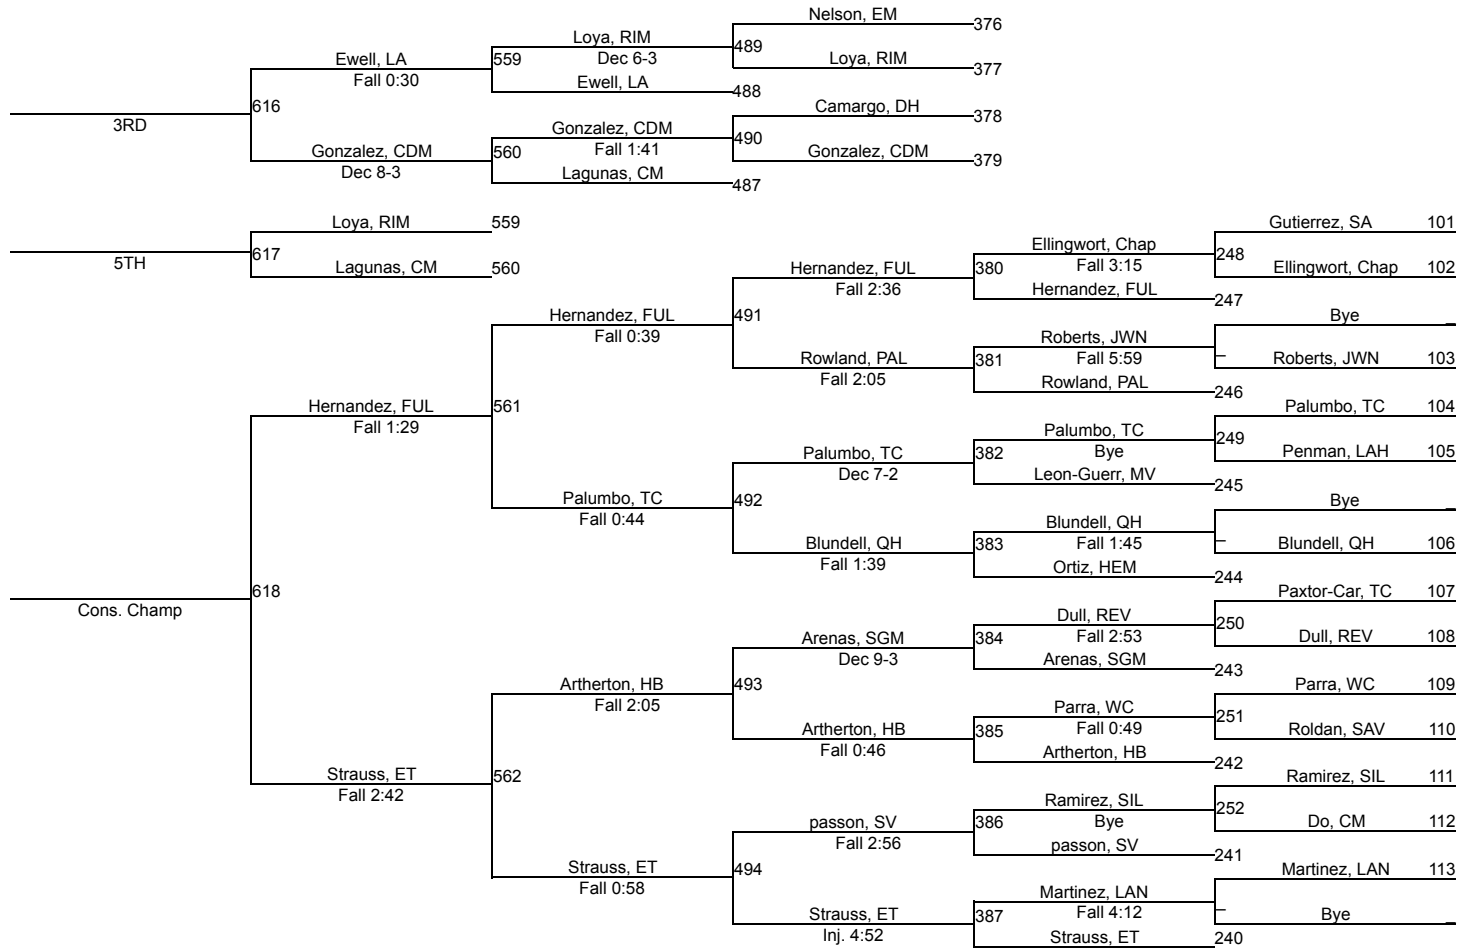 Nelson, EM 376
Loya, RIM 489
Ewell, LA 559 Dec 6-3 Loya, RIM 377
Fall 0:30 Ewell, LA 488
616 Camargo, DH 378
3RD Gonzalez, CDM 490
Gonzalez, CDM 560 Fall 1:41 Gonzalez, CDM 379
Dec 8-3 Lagunas, CM 487
Loya, RIM 559
5TH 617
Lagunas, CM 560
Gutierrez, SA 101
Ellingwort, Chap 248
Fall 3:15 Ellingwort, Chap 102
Hernandez, FUL 380
Fall 2:36 Hernandez, FUL 247
Hernandez, FUL 491 Bye _
Fall 0:39 Roberts, JWN _
Rowland, PAL 381 Fall 5:59 Roberts, JWN 103
Fall 2:05 Rowland, PAL 246
Hernandez, FUL 561 Palumbo, TC 104
Fall 1:29 Palumbo, TC 249
Palumbo, TC 382 Bye Penman, LAH 105
Dec 7-2 Leon-Guerr, MV 245
Palumbo, TC 492 Bye _
Fall 0:44 Blundell, QH _
Blundell, QH 383 Fall 1:45 Blundell, QH 106
Fall 1:39 Ortiz, HEM 244
618 Paxtor-Car, TC 107
Cons. Champ Dull, REV 250
Arenas, SGM 384 Fall 2:53 Dull, REV 108
Dec 9-3 Arenas, SGM 243
Artherton, HB 493 Parra, WC 109
Fall 2:05 Parra, WC 251
Artherton, HB 385 Fall 0:49 Roldan, SAV 110
Fall 0:46 Artherton, HB 242
Strauss, ET 562 Ramirez, SIL 111
Fall 2:42 Ramirez, SIL 252
passon, SV 386 Bye Do, CM 112
Fall 2:56 passon, SV 241
Strauss, ET 494 Martinez, LAN 113
Fall 0:58 Martinez, LAN _
Strauss, ET 387 Fall 4:12 Bye _
Inj. 4:52 Strauss, ET 240